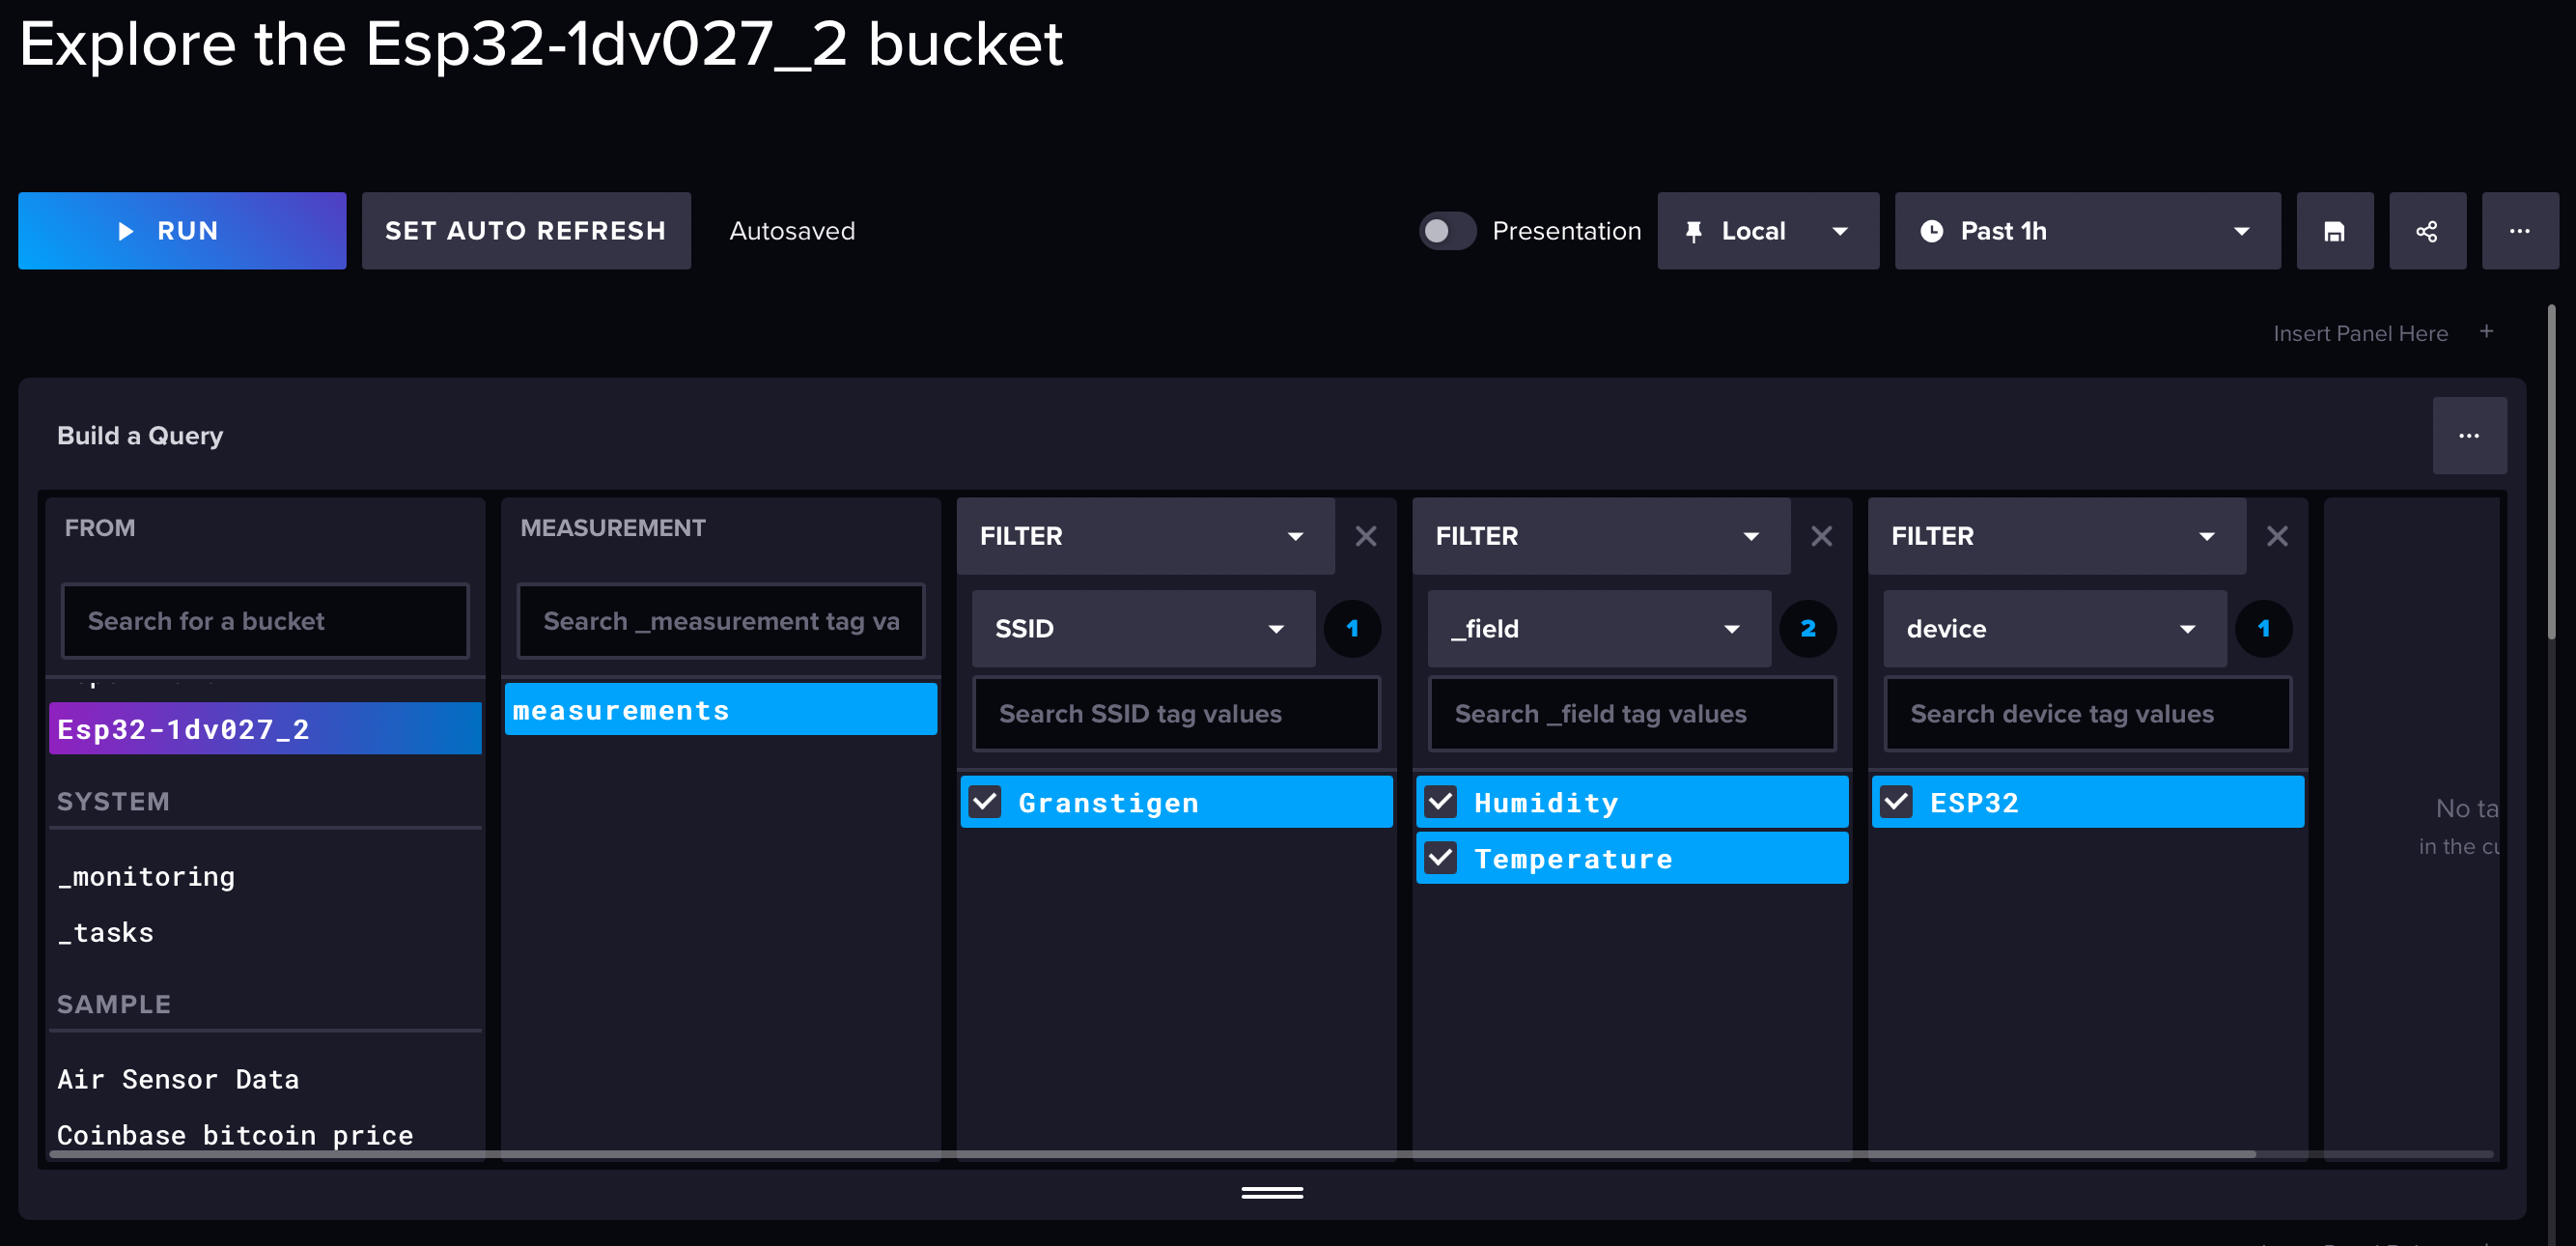 Explore the Esp32-1dv027_2 bucket
RUN
SET AUTO REFRESH
Autosaved
Presentation
Local
Past 1h
Insert Panel Here +
Build a Query
FROM
Search for a bucket
Esp32-1dv027_2
SYSTEM
_monitoring
_tasks
SAMPLE
Air Sensor Data
Coinbase bitcoin price
MEASUREMENT
Search _measurement tag va
measurements
FILTER
SSID 1
Search SSID tag values
Granstigen
FILTER
_field 2
Search _field tag values
Humidity
Temperature
FILTER
device 1
Search device tag values
ESP32
No ta
in the cu